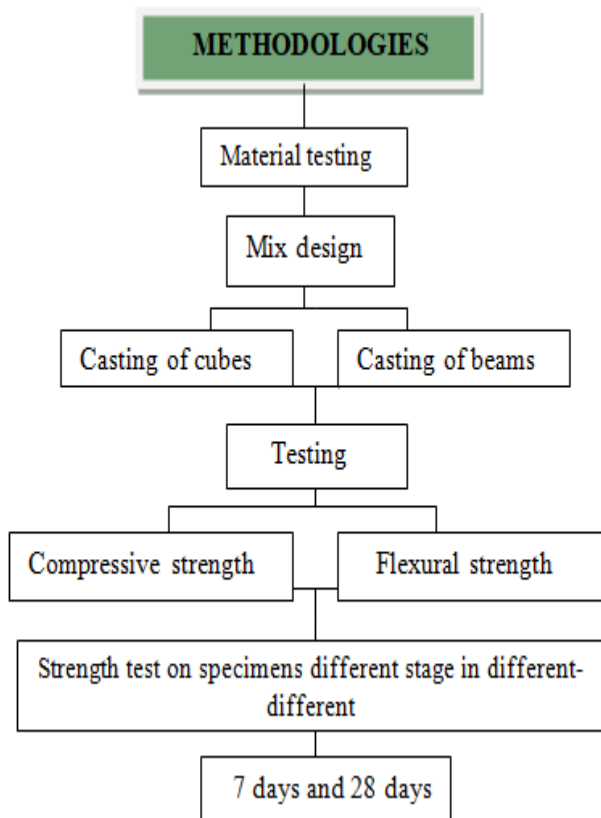 METHODOLOGIES
Material testing
Mix design
Casting of cubes
Casting of beams
Testing
Compressive strength
Flexural strength
Strength test on specimens different stage in different-
different
7 days and 28 days